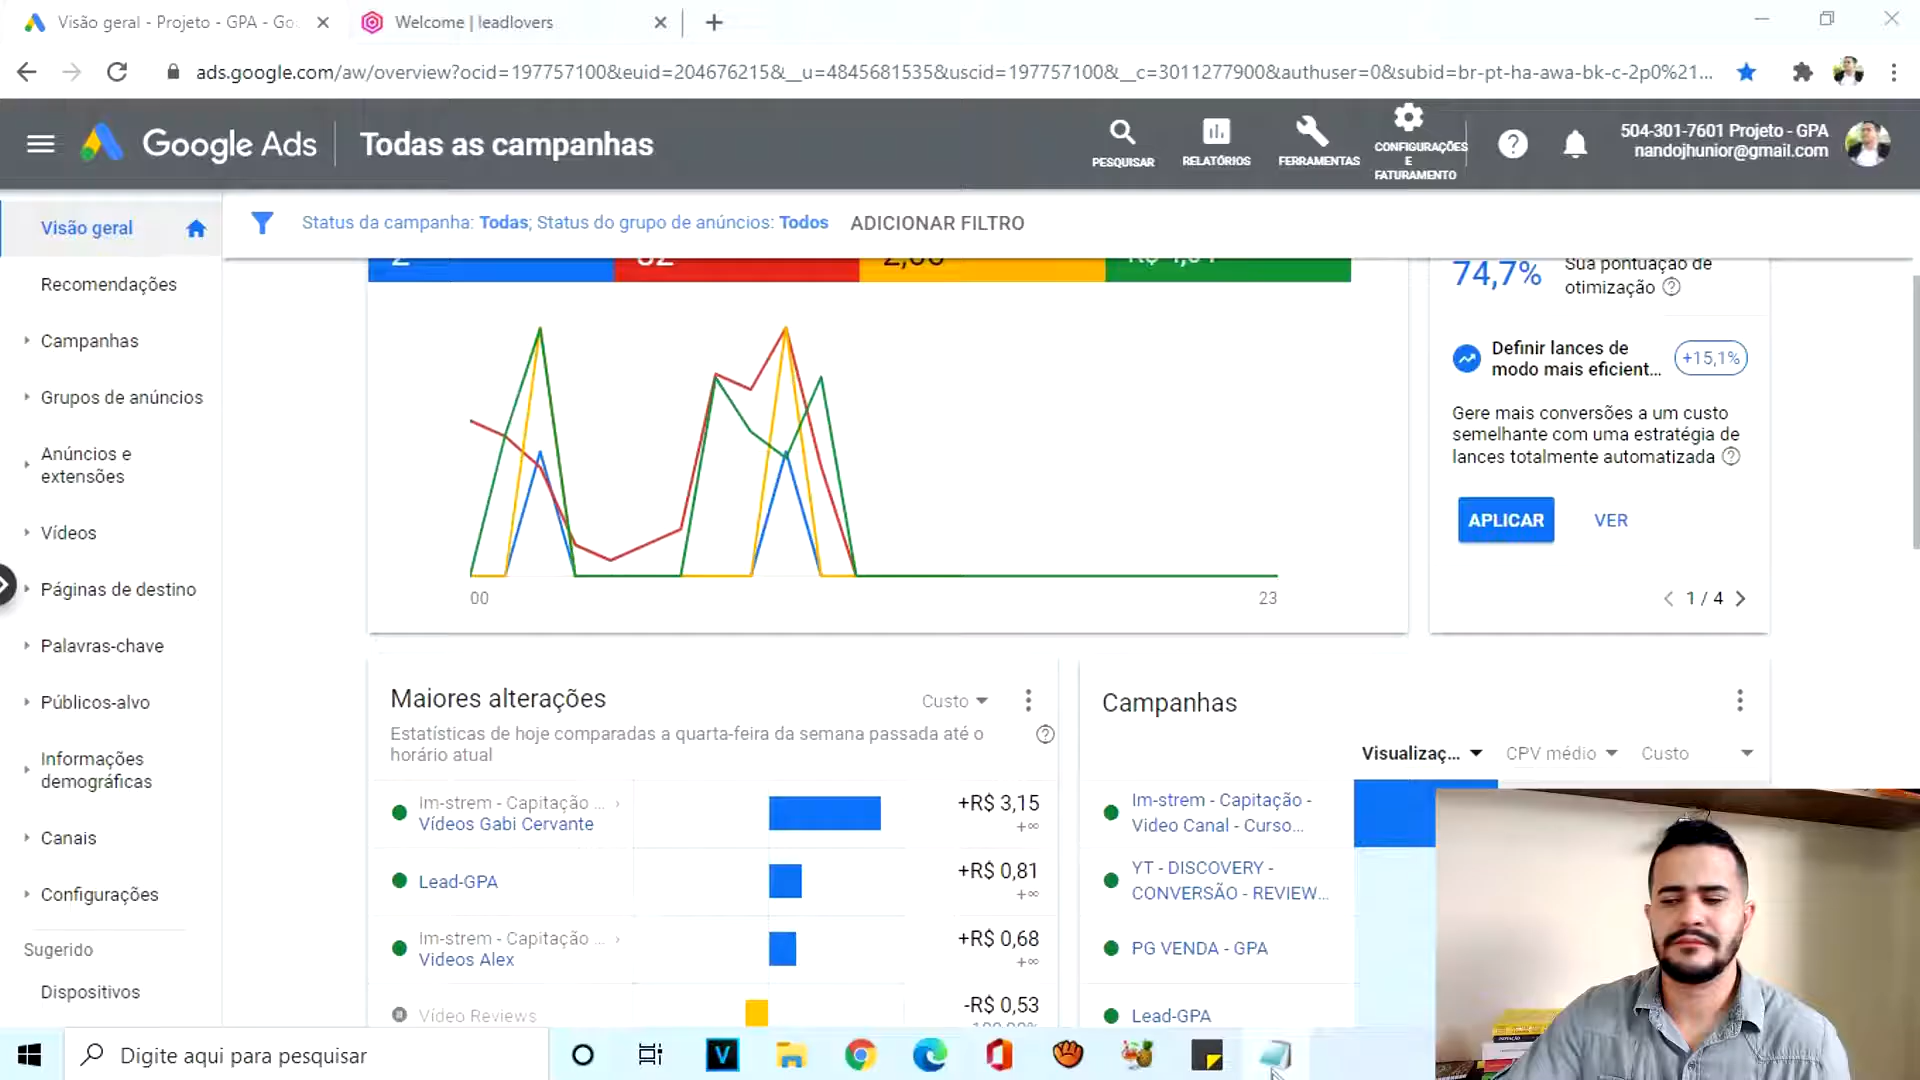 Visão geral - Projeto - GPA - Go
Welcome | leadlovers
ads.google.com/aw/overview?ocid=197757100&euid=204676215&__u=4845681535&uscid=197757100&__c=3011277900&authuser=0&subid=br-pt-ha-awa-bk-c-2p0%21...
Google Ads
Todas as campanhas
PESQUISAR
RELATÓRIOS
FERRAMENTAS
CONFIGURAÇÕES
E
FATURAMENTO
504-301-7601 Projeto - GPA
nandojhunior@gmail.com
Visão geral
Recomendações
Campanhas
Grupos de anúncios
Anúncios e
extensões
Vídeos
Páginas de destino
Palavras-chave
Públicos-alvo
Informações
demográficas
Canais
Configurações
Sugerido
Dispositivos
Status da campanha: Todas; Status do grupo de anúncios: Todos
ADICIONAR FILTRO
00
23
74,7%
Sua pontuação de
otimização
Definir lances de
modo mais eficient...
+15,1%
Gere mais conversões a um custo
semelhante com uma estratégia de
lances totalmente automatizada
APLICAR
VER
1 / 4
Maiores alterações
Custo
Estatísticas de hoje comparadas a quarta-feira da semana passada até o
horário atual
Im-strem - Capitação ...
Vídeos Gabi Cervante
+R$ 3,15
+∞
Lead-GPA
+R$ 0,81
+∞
Im-strem - Capitação ...
Videos Alex
+R$ 0,68
+∞
Vídeo Reviews
-R$ 0,53
Campanhas
Visualizaç...
CPV médio
Custo
Im-strem - Capitação -
Video Canal - Curso...
YT - DISCOVERY -
CONVERSÃO - REVIEW...
PG VENDA - GPA
Lead-GPA
Digite aqui para pesquisar